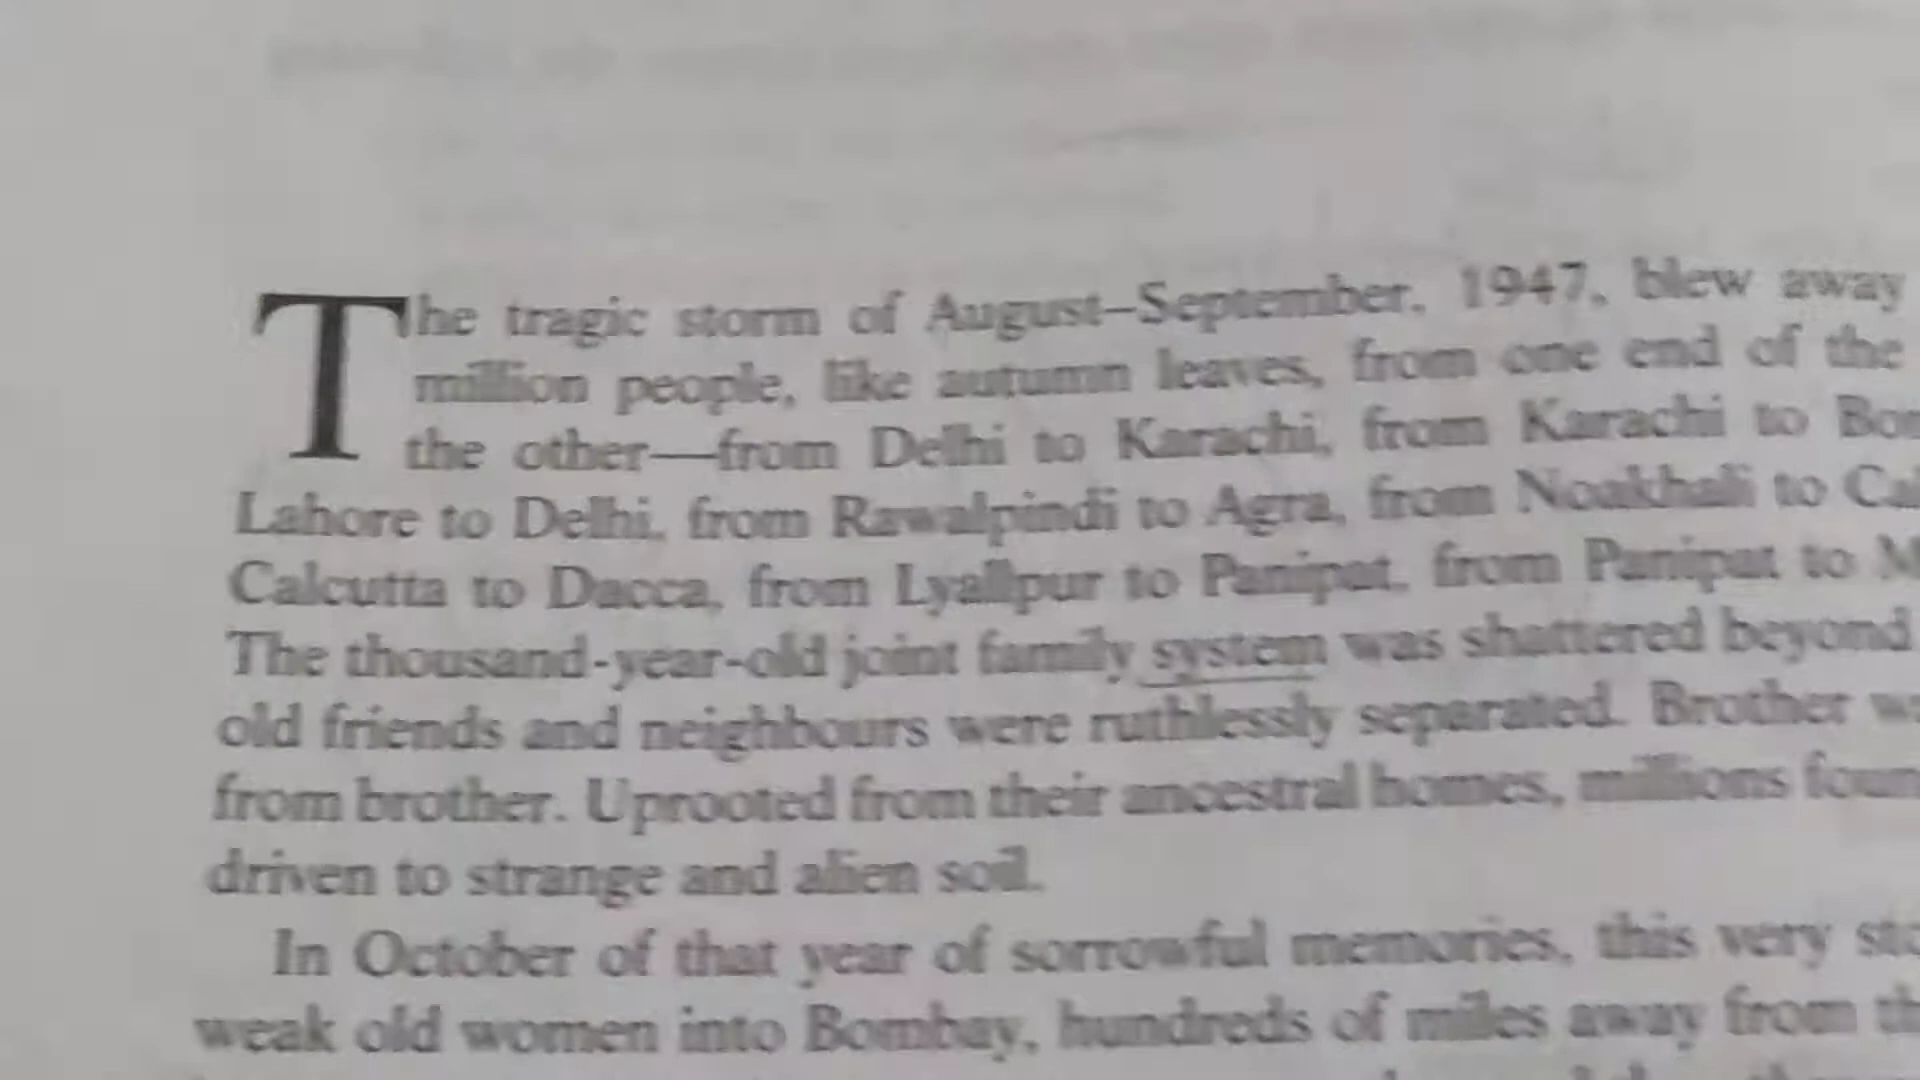 The tragic storm of August–September, 1947, blew away
million people, like autumn leaves, from one end of the
the other—from Delhi to Karachi, from Karachi to
Lahore to Delhi, from Rawalpindi to Agra, from Noakhali to
Calcutta to Dacca, from Lyallpur to Panipat, from Panipat to
The thousand-year-old joint family system was shattered beyond
old friends and neighbours were ruthlessly separated. Brother
from brother. Uprooted from their ancestral homes, millions
driven to strange and alien soil.
In October of that year of sorrowful memories, this very
weak old women into Bombay, hundreds of miles away from